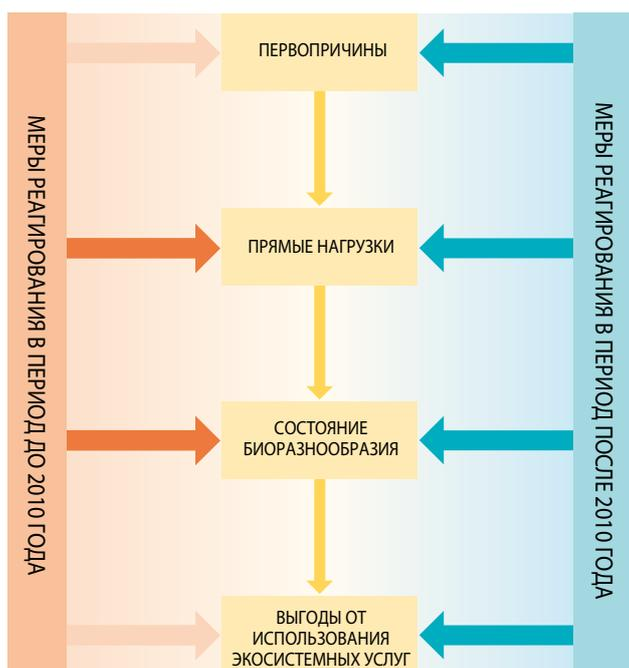 МЕРЫ РЕАГИРОВАНИЯ В ПЕРИОД ДО 2010 ГОДА
ПЕРВОПРИЧИНЫ
ПРЯМЫЕ НАГРУЗКИ
СОСТОЯНИЕ
БИОРАЗНООБРАЗИЯ
ВЫГОДЫ ОТ
ИСПОЛЬЗОВАНИЯ
ЭКОСИСТЕМНЫХ УСЛУГ
МЕРЫ РЕАГИРОВАНИЯ В ПЕРИОД ПОСЛЕ 2010 ГОДА